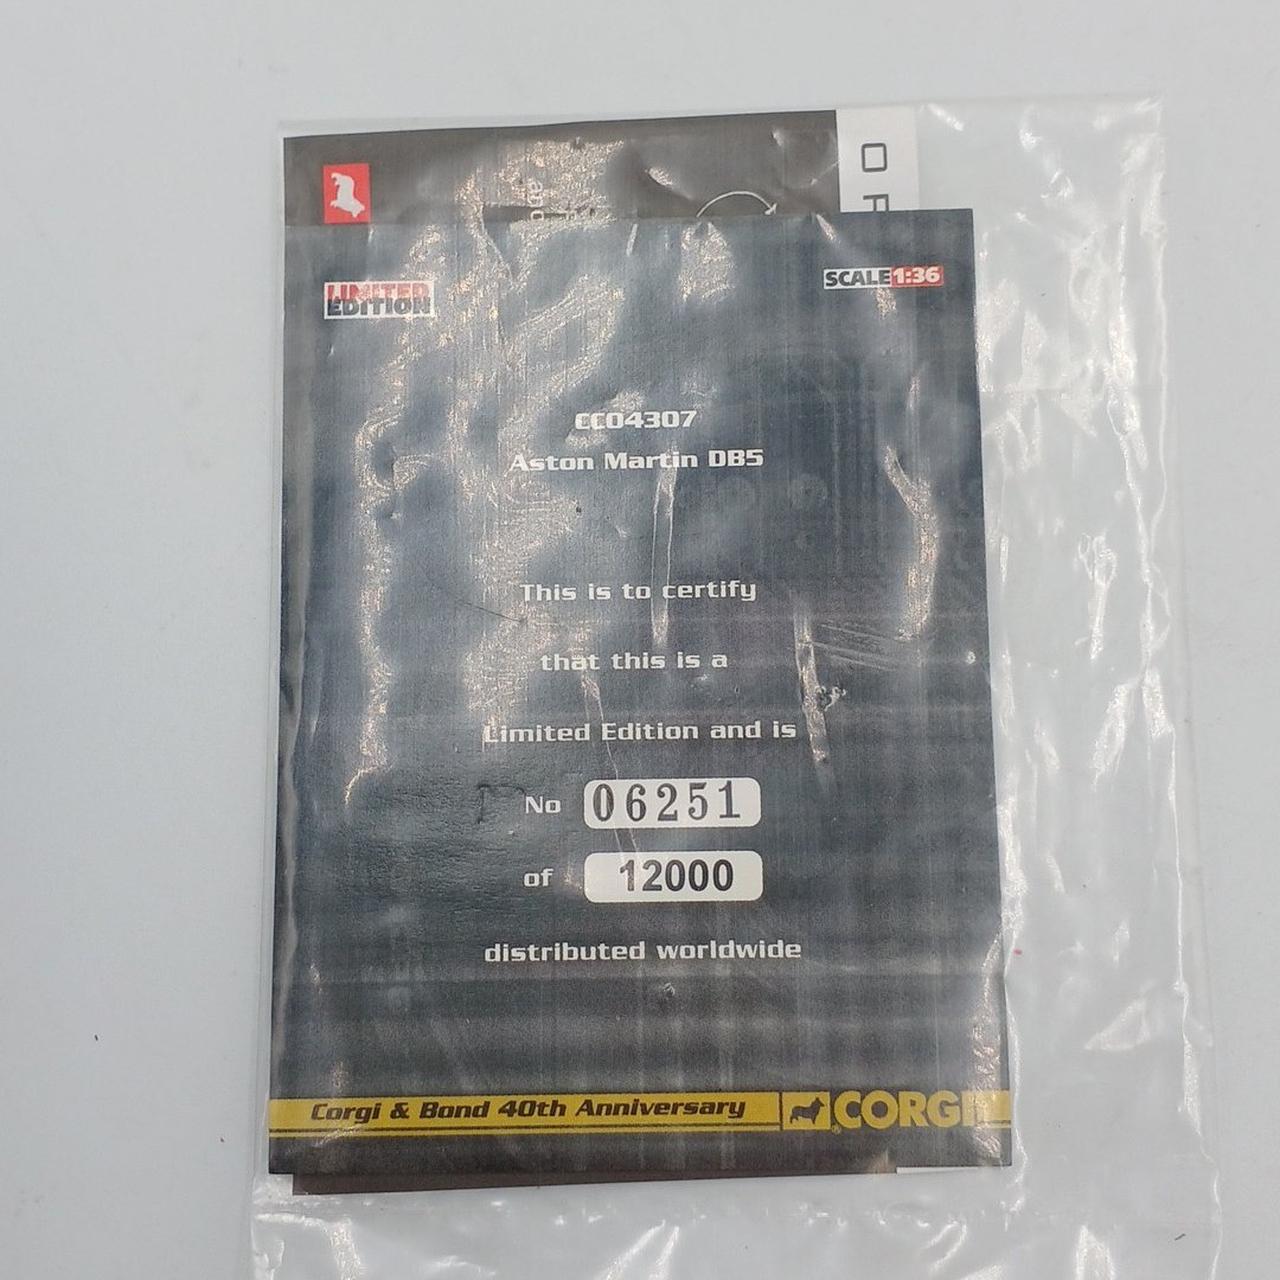 OF
LIMITED
EDITION
SCALE 1:36
CC04307
Aston Martin DB5
This is to certify
that this is a
Limited Edition and is
No 06251
of 12000
distributed worldwide
Corgi & Bond 40th Anniversary
CORGI